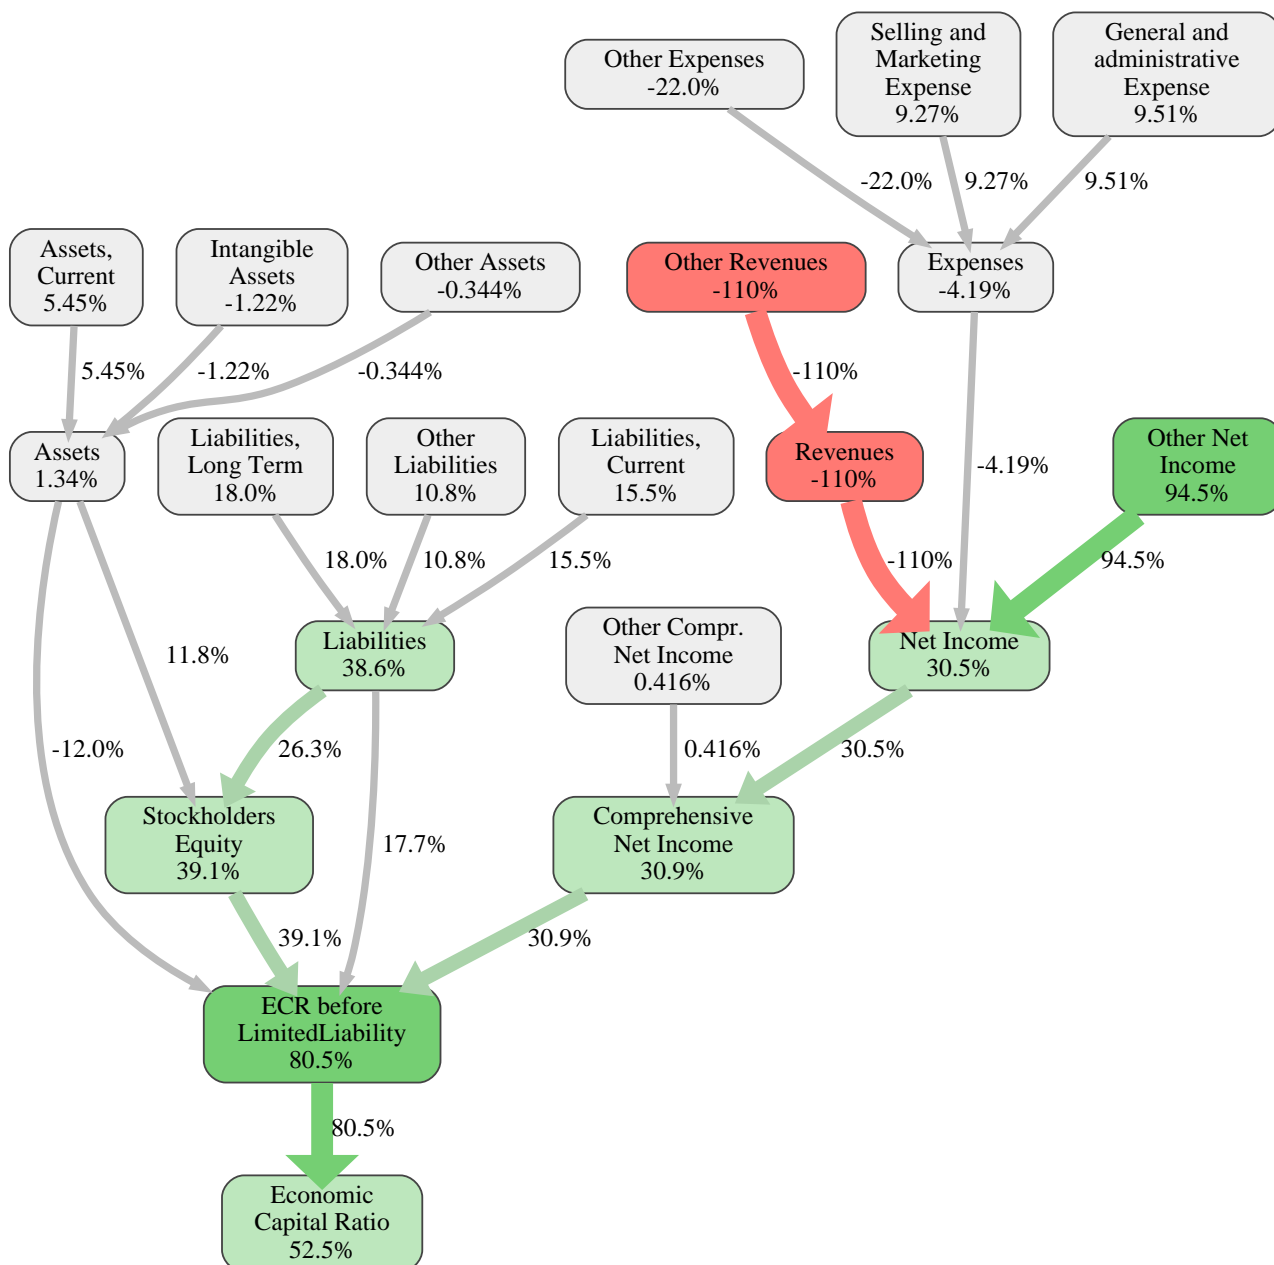 Selling and
Marketing
Expense
9.27%
General and
administrative
Expense
9.51%
Other Expenses
-22.0%
-22.0%
9.27%
9.51%
Assets,
Current
5.45%
Intangible
Assets
-1.22%
Other Assets
-0.344%
Other Revenues
-110%
Expenses
-4.19%
5.45%
-1.22%
-0.344%
-110%
Assets
1.34%
Liabilities,
Long Term
18.0%
Other
Liabilities
10.8%
Liabilities,
Current
15.5%
Revenues
-110%
-4.19%
Other Net
Income
94.5%
18.0%
10.8%
15.5%
-110%
94.5%
11.8%
Liabilities
38.6%
Other Compr.
Net Income
0.416%
Net Income
30.5%
-12.0%
26.3%
0.416%
30.5%
Stockholders
Equity
39.1%
17.7%
Comprehensive
Net Income
30.9%
39.1%
30.9%
ECR before
LimitedLiability
80.5%
80.5%
Economic
Capital Ratio
52.5%